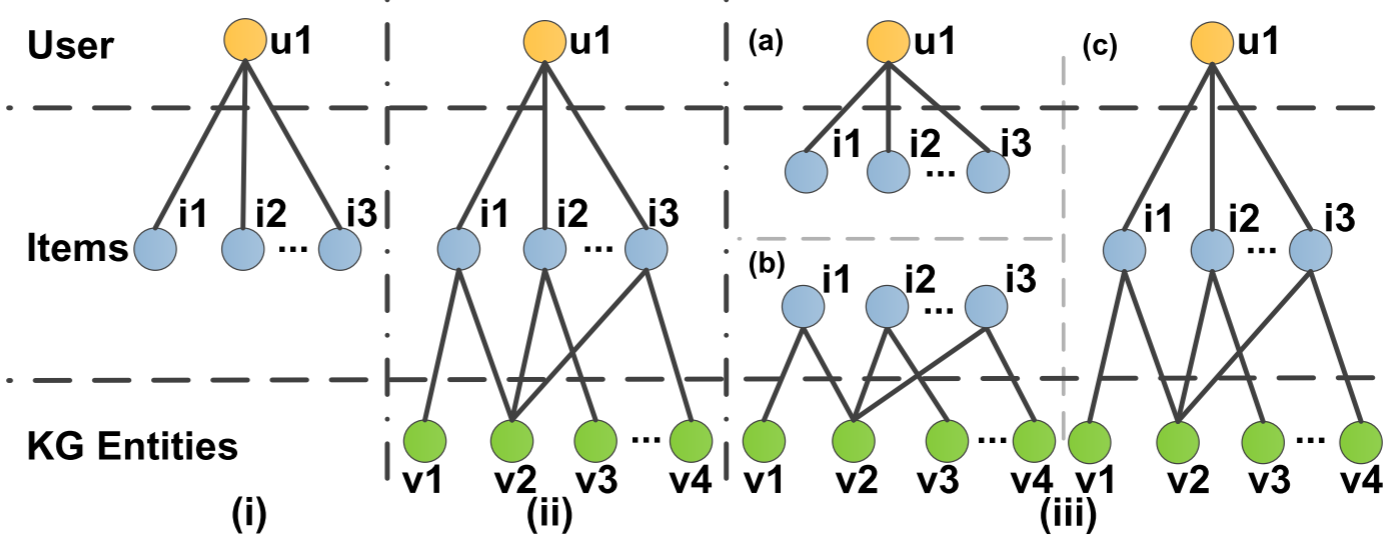 User u1 u1 (a) u1 (c) u1
i1 i2 i3
Items i1 i2 ... i3 i1 i2 ... i3 ... i1 i2 ... i3
(b) i1 i2 ... i3
KG Entities ... ... ...
v1 v2 v3 v4 v1 v2 v3 v4 v1 v2 v3 v4
(i) (ii) (iii)